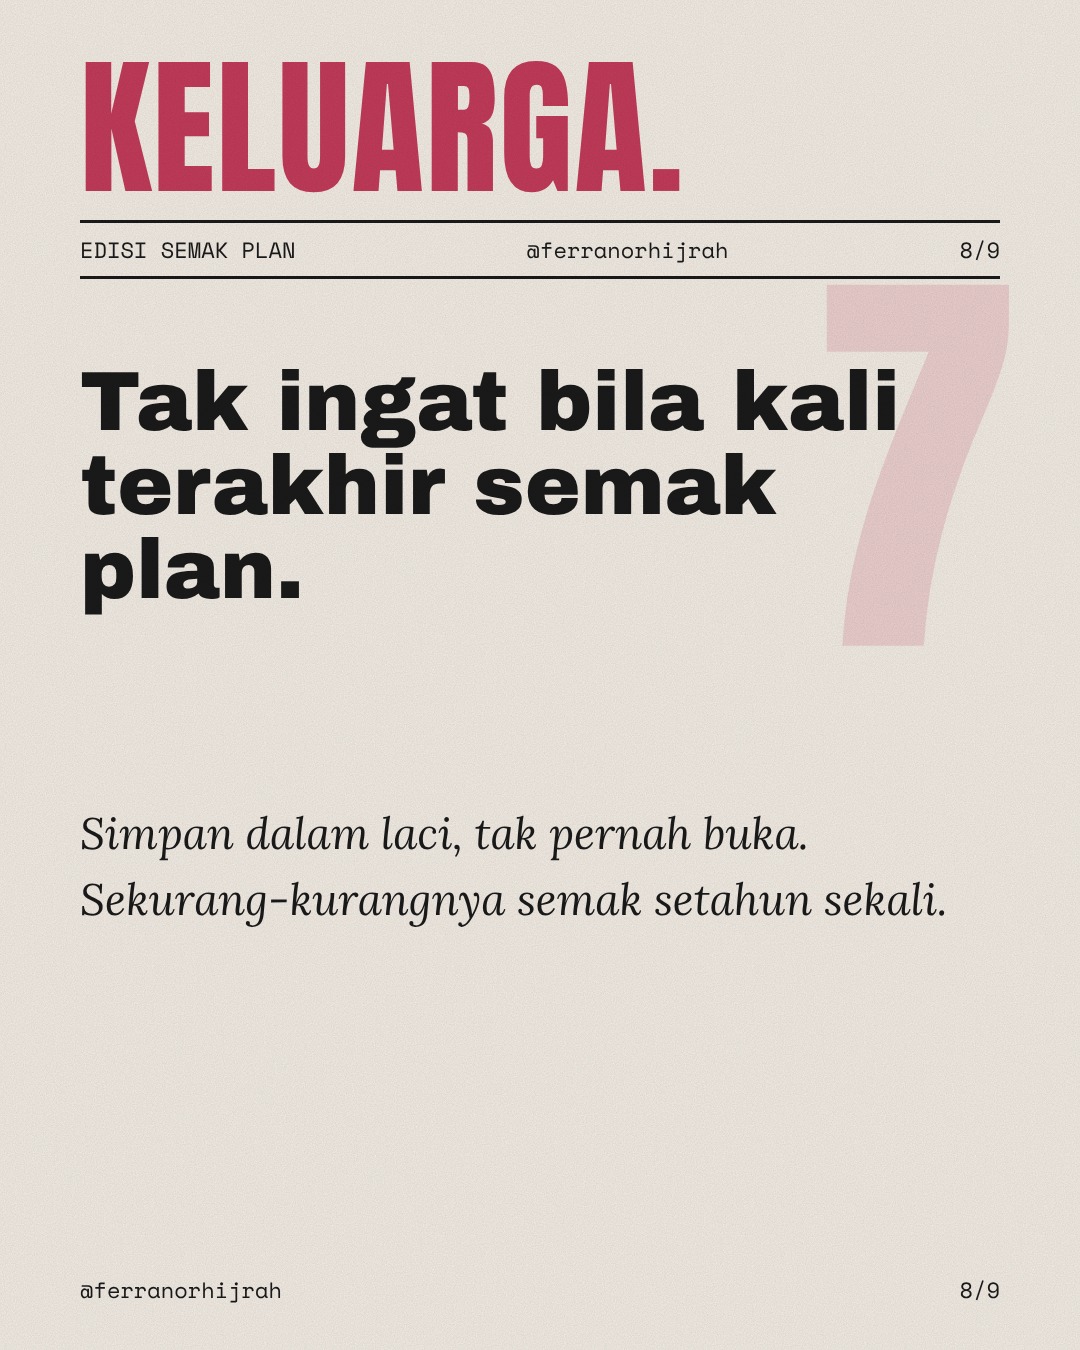 KELUARGA.
EDISI SEMAK PLAN @ferranorhijrah 8/9
7
Tak ingat bila kali
terakhir semak
plan.
Simpan dalam laci, tak pernah buka.
Sekurang-kurangnya semak setahun sekali.
@ferranorhijrah 8/9